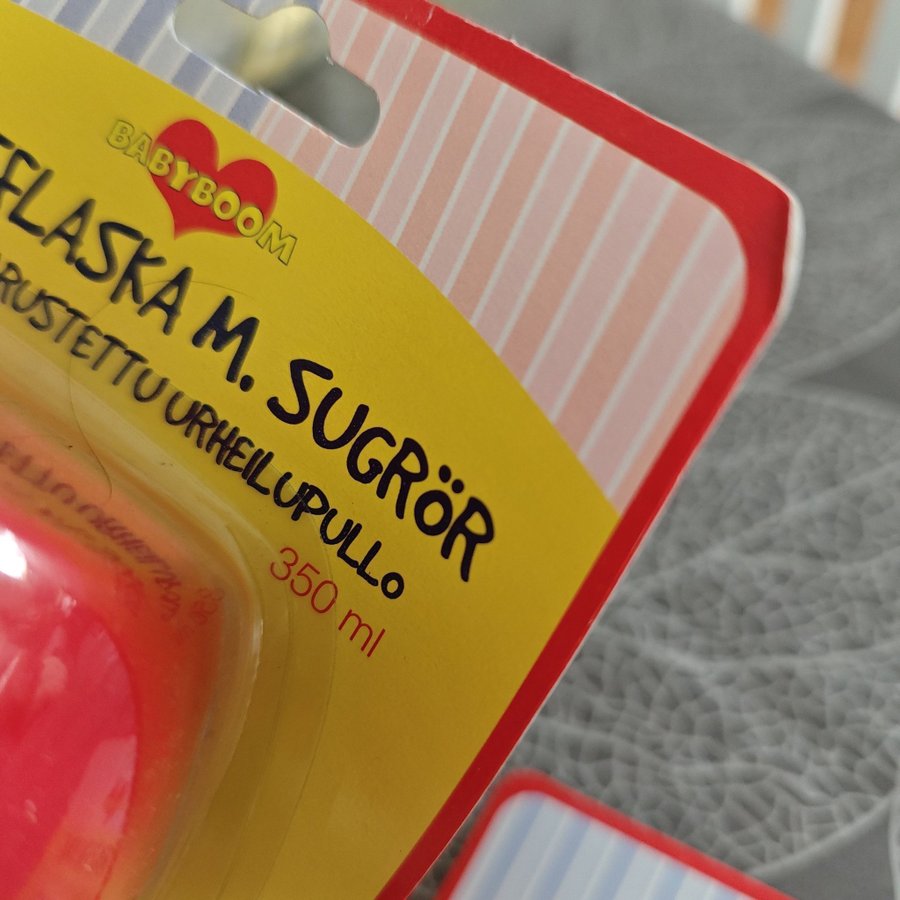 BABYBOOM
FLASKA M. SUGRÖR
RUSTETTU URHEILUPULLO
350 ml